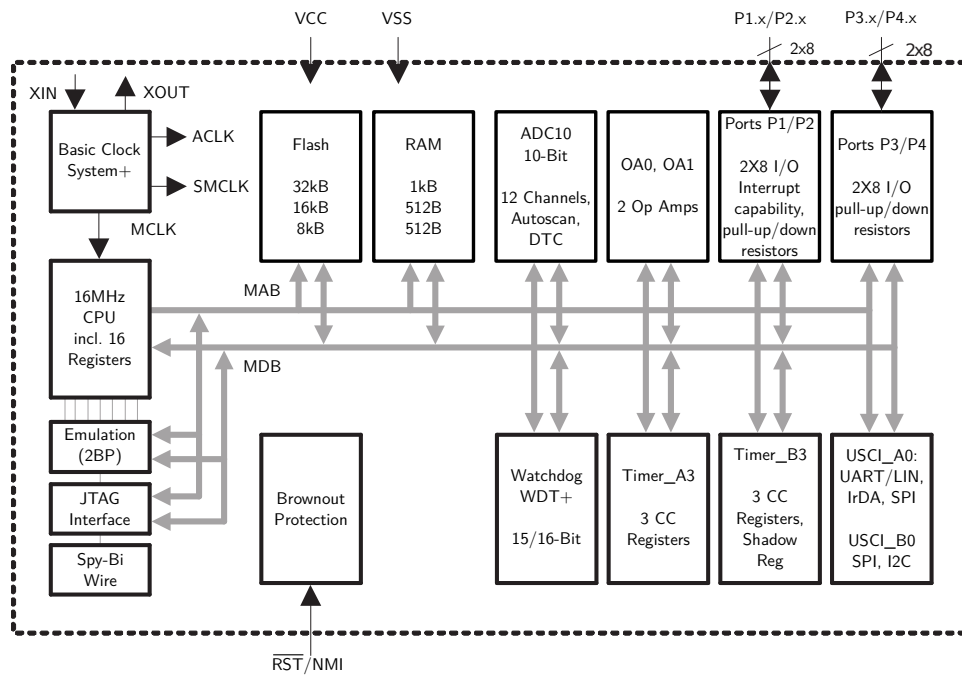 VCC
VSS
P1.x/P2.x
P3.x/P4.x
2x8
2x8
XIN
XOUT
Basic Clock
System+
ACLK
SMCLK
MCLK
Flash
32kB
16kB
8kB
RAM
1kB
512B
512B
ADC10
10-Bit
12 Channels,
Autoscan,
DTC
OA0, OA1
2 Op Amps
Ports P1/P2
2X8 I/O
Interrupt
capability,
pull-up/down
resistors
Ports P3/P4
2X8 I/O
pull-up/down
resistors
16MHz
CPU
incl. 16
Registers
MAB
MDB
Emulation
(2BP)
JTAG
Interface
Spy-Bi
Wire
Brownout
Protection
Watchdog
WDT+
15/16-Bit
Timer_A3
3 CC
Registers
Timer_B3
3 CC
Registers,
Shadow
Reg
USCI_A0:
UART/LIN,
IrDA, SPI
USCI_B0
SPI, I2C
R̅S̅T̅/NMI